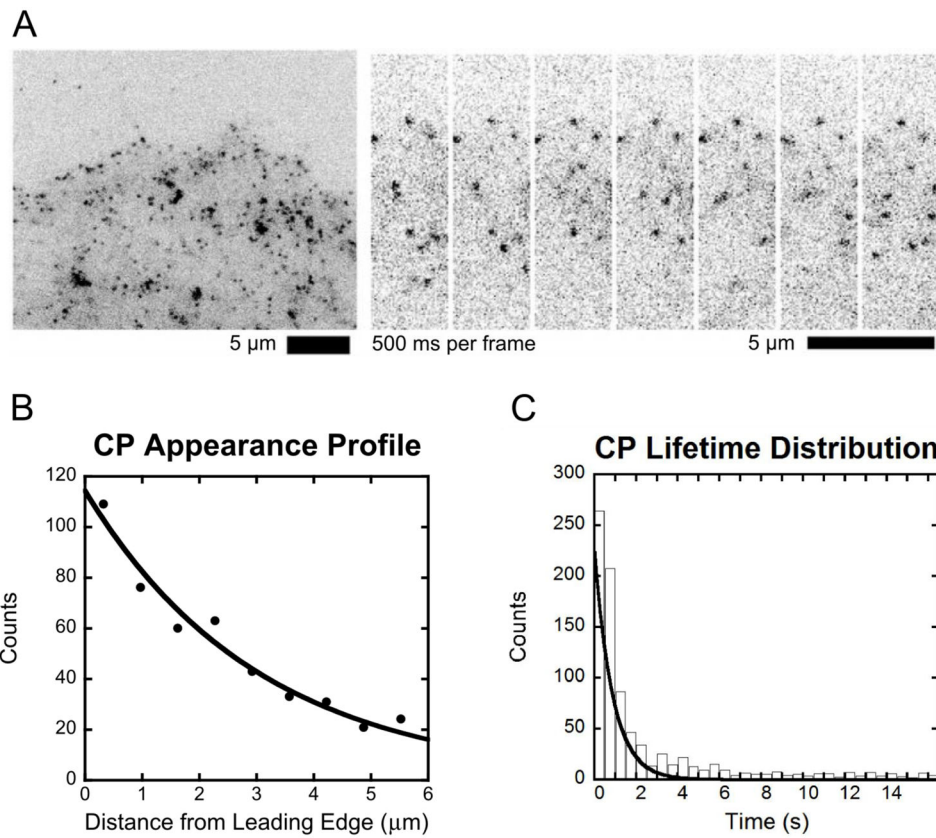 A
5 µm
500 ms per frame
5 µm
B
CP Appearance Profile
120
100
80
60
40
20
0
Counts
0 1 2 3 4 5 6
Distance from Leading Edge (µm)
C
CP Lifetime Distribution
300
250
200
150
100
50
0
Counts
0 2 4 6 8 10 12 14
Time (s)